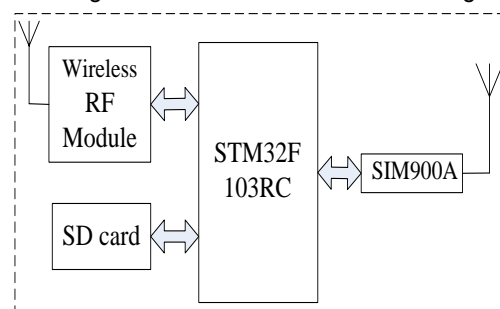 Wireless
RF
Module
STM32F
103RC
SIM900A
SD card